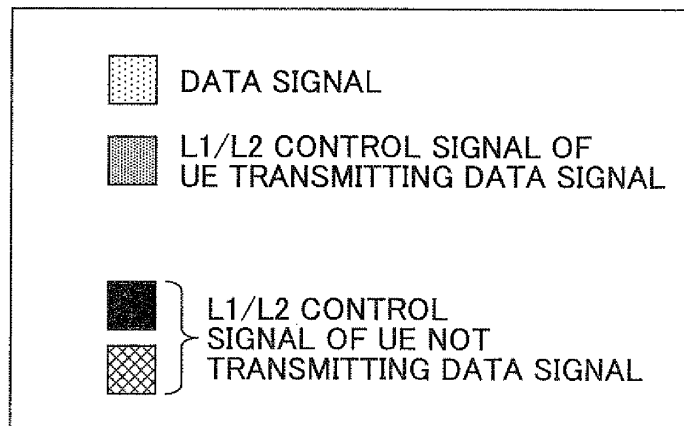 DATA SIGNAL
L1/L2 CONTROL SIGNAL OF
UE TRANSMITTING DATA SIGNAL
L1/L2 CONTROL
SIGNAL OF UE NOT
TRANSMITTING DATA SIGNAL